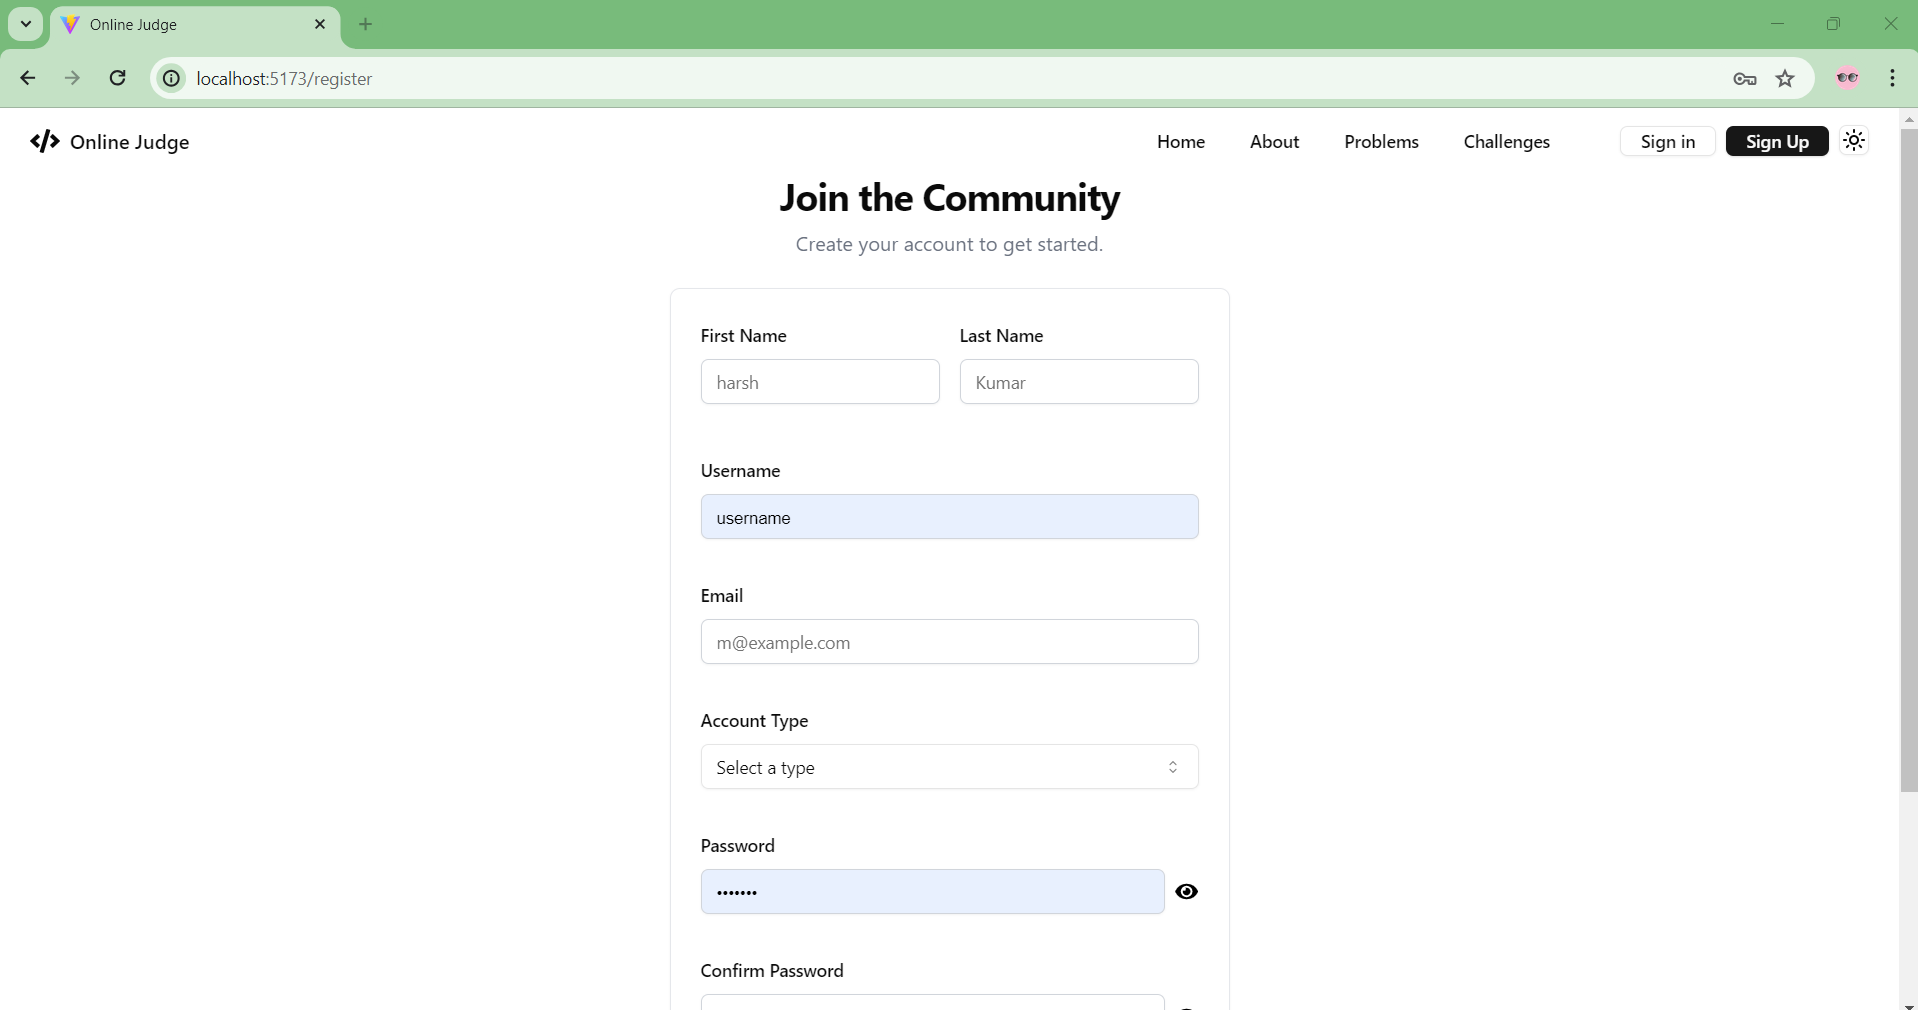 Online Judge
localhost:5173/register
Online Judge
Home About Problems Challenges Sign in Sign Up
Join the Community
Create your account to get started.
First Name Last Name
harsh Kumar
Username
username
Email
m@example.com
Account Type
Select a type
Password
•••••••
Confirm Password